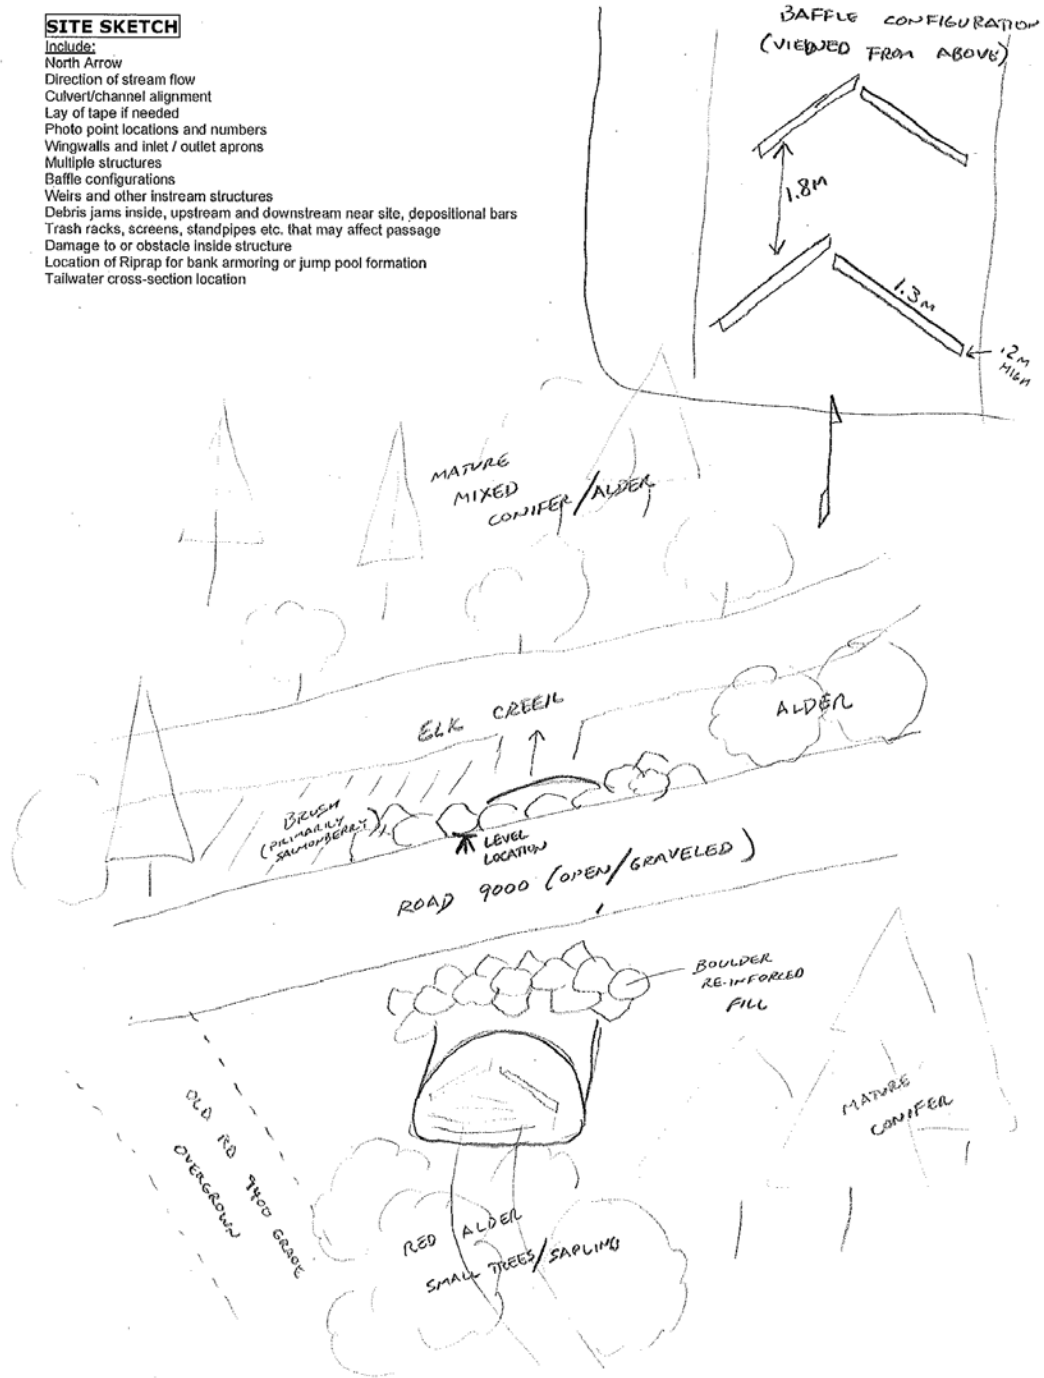 SITE SKETCH
Include:
North Arrow
Direction of stream flow
Culvert/channel alignment
Lay of tape if needed
Photo point locations and numbers
Wingwalls and inlet / outlet aprons
Multiple structures
Baffle configurations
Weirs and other instream structures
Debris jams inside, upstream and downstream near site, depositional bars
Trash racks, screens, standpipes etc. that may affect passage
Damage to or obstacle inside structure
Location of Riprap for bank armoring or jump pool formation
Tailwater cross-section location
BAFFLE CONFIGURATION
(VIEWED FROM ABOVE)
1.8M
1.3M
.2M
HIGH
MATURE
MIXED
CONIFER/ALDER
ELK CREEK
ALDER
BRUSH
(PRIMARILY
SALMONBERRY)
LEVEL
LOCATION
ROAD 9000 (OPEN/GRAVELED)
BOULDER
RE-INFORCED
FILL
MATURE
CONIFER
OLD RD 9400 GRADE
OVERGROWN
RED ALDER
SMALL TREES/SAPLING